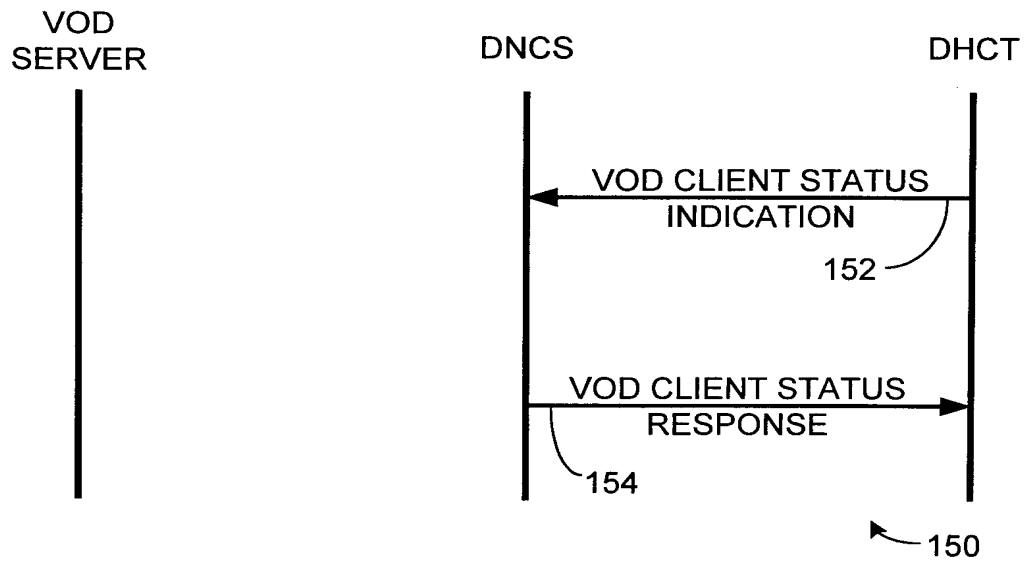 VOD
SERVER
DNCS
DHCT
VOD CLIENT STATUS
INDICATION
152
VOD CLIENT STATUS
RESPONSE
154
150